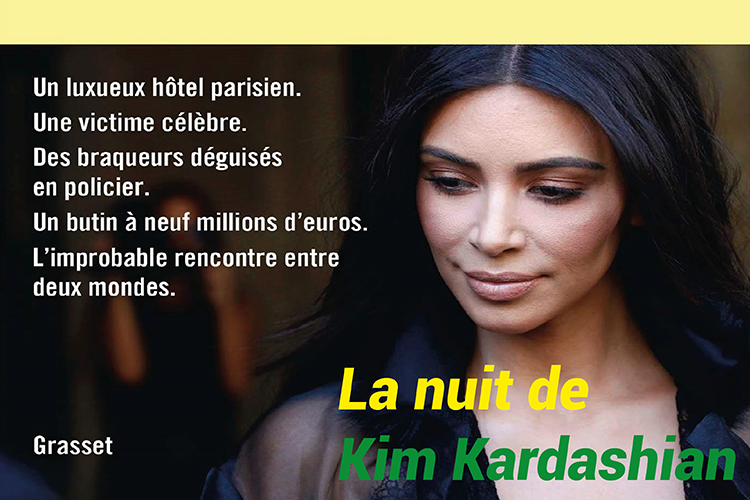 Un luxueux hôtel parisien.
Une victime célèbre.
Des braqueurs déguisés
en policier.
Un butin à neuf millions d’euros.
L’improbable rencontre entre
deux mondes.
La nuit de
Kim Kardashian
Grasset